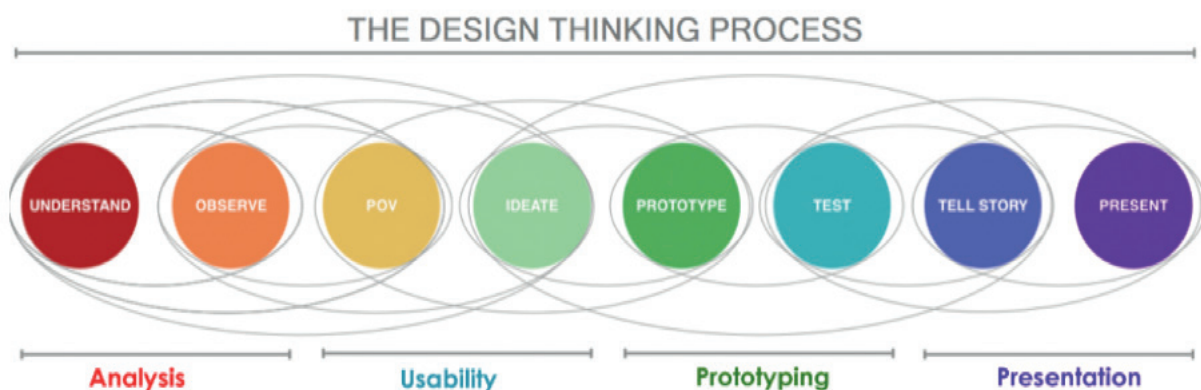 THE DESIGN THINKING PROCESS
UNDERSTAND
OBSERVE
POV
IDEATE
PROTOTYPE
TEST
TELL STORY
PRESENT
Analysis
Usability
Prototyping
Presentation